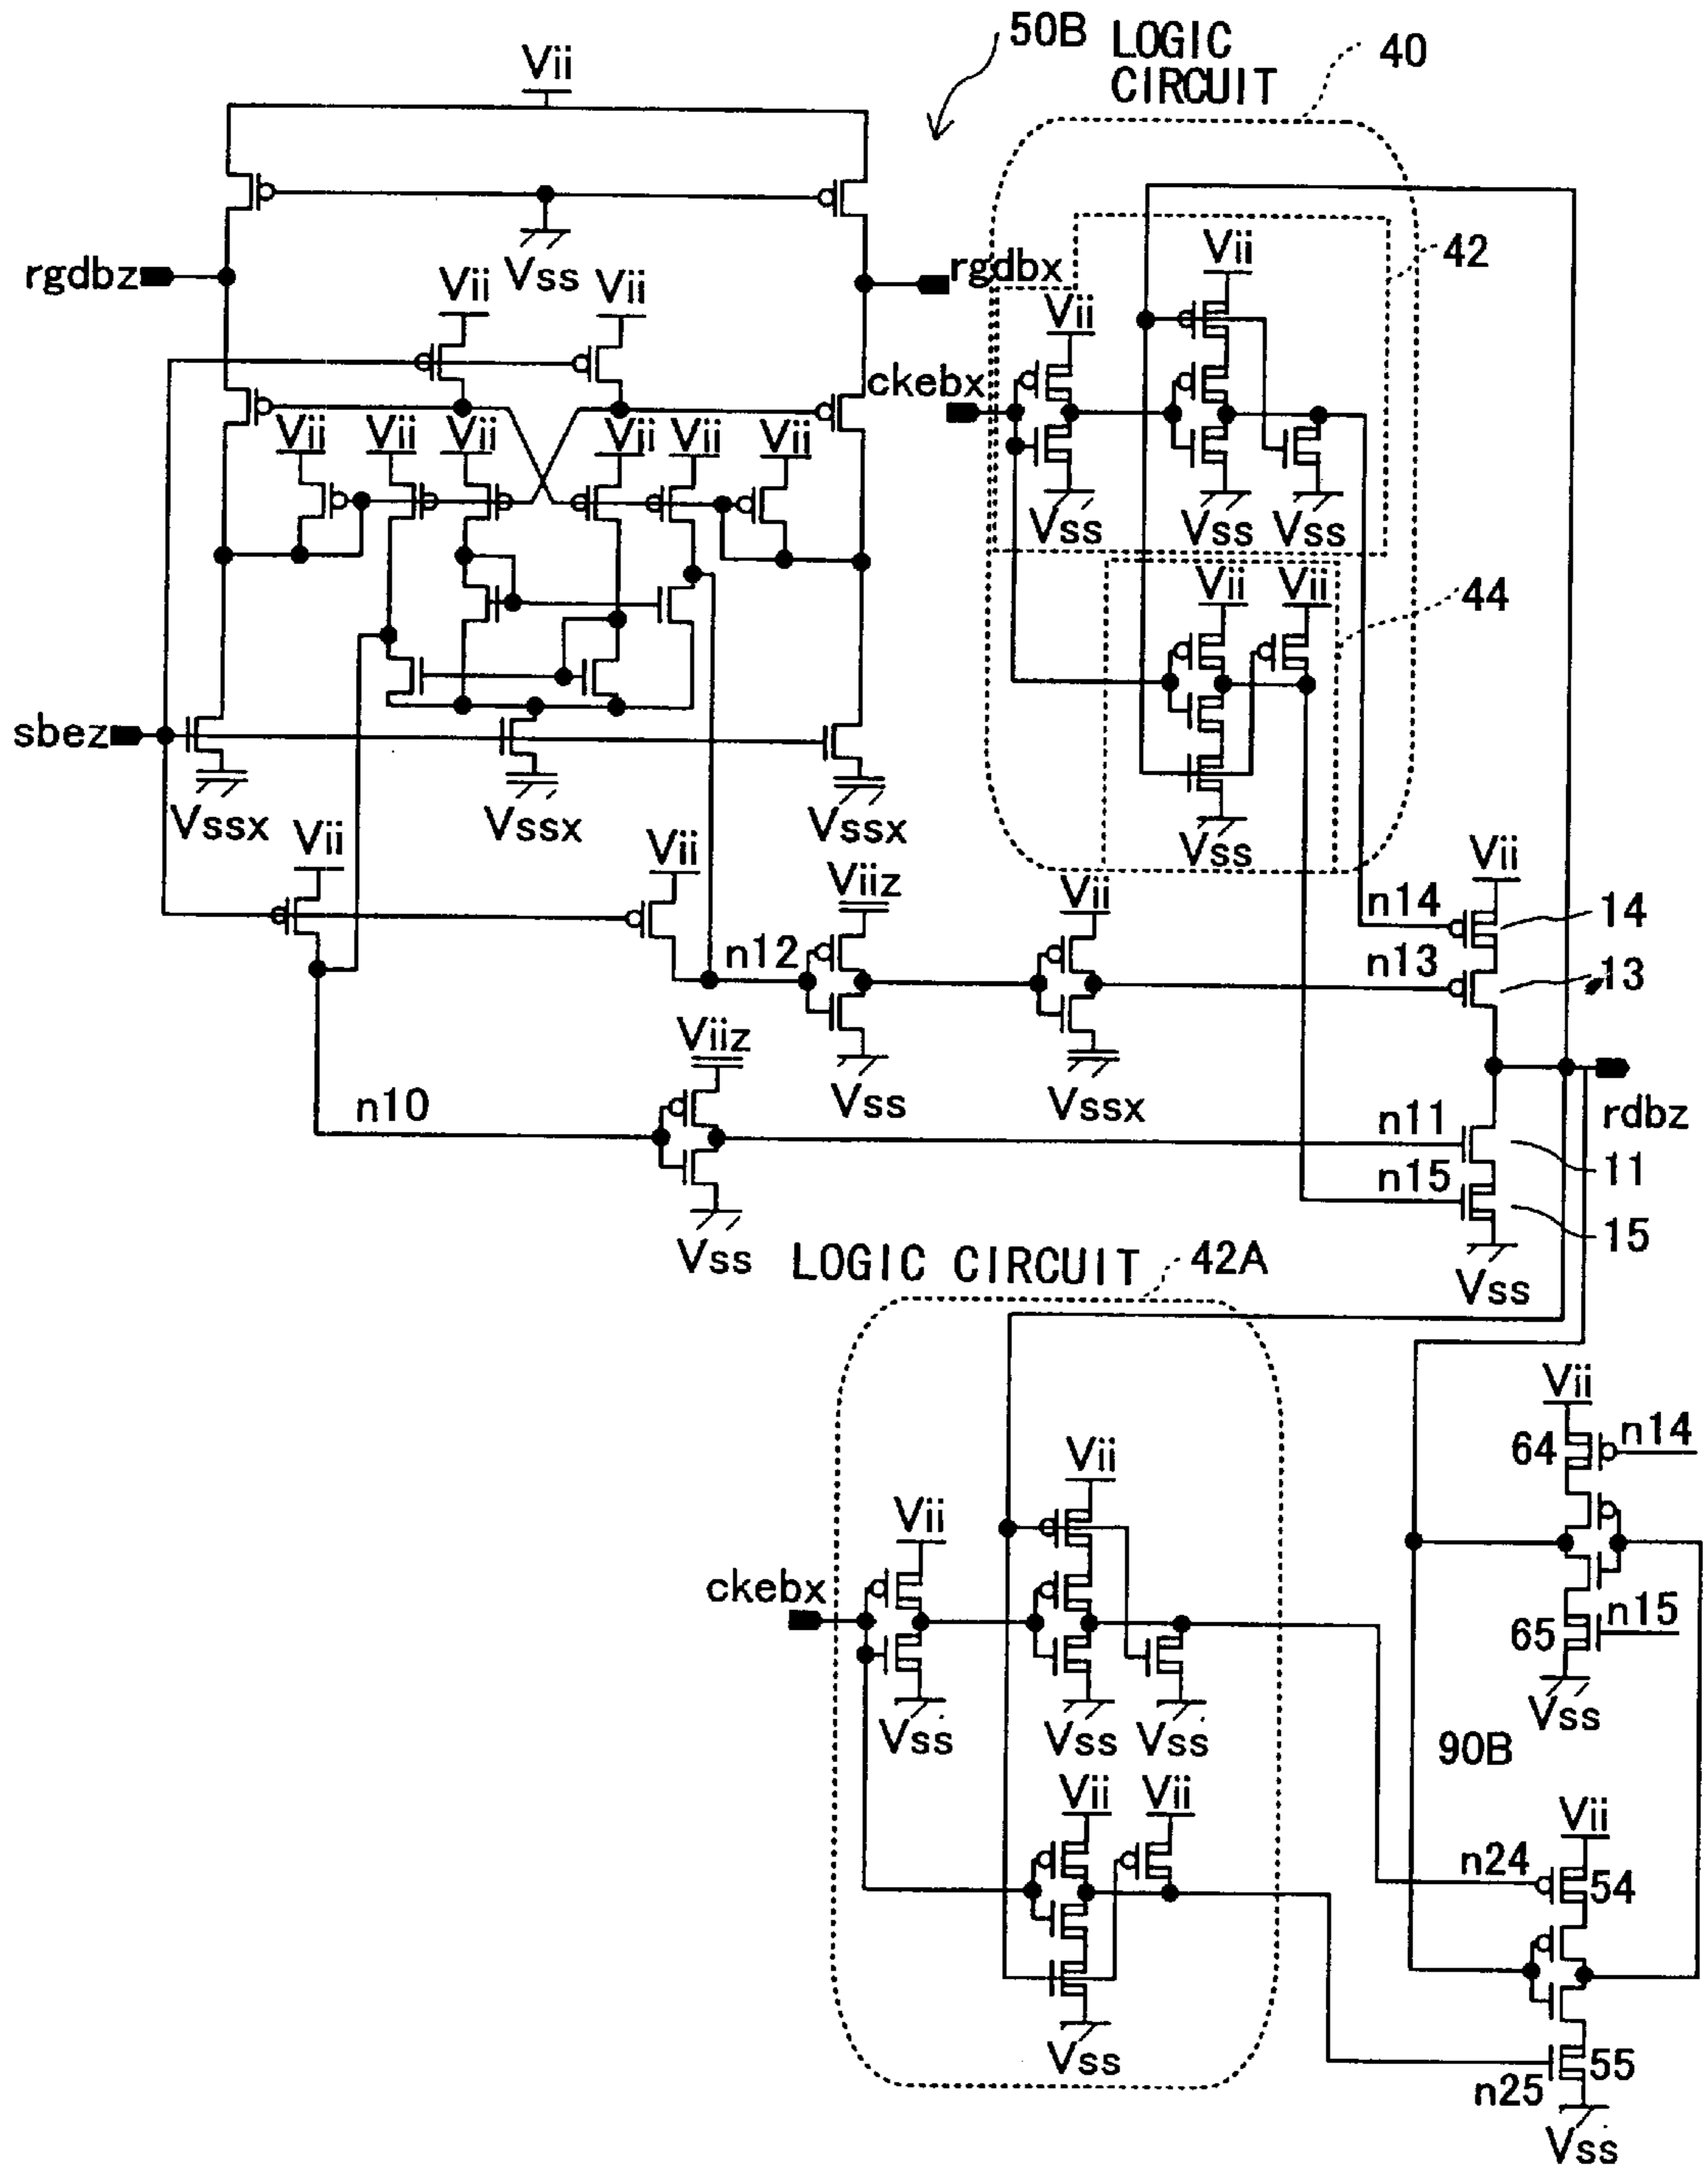 50B
LOGIC CIRCUIT
40
Vii
42
Vii
rgdbz
Vss
rgdbx
Vii
Vii
Vii
ckebx
Vii
Vii
Vii
Vii
Vii
Vii
Vss
Vss
Vss
Vii
Vii
44
sbez
Vssx
Vssx
Vssx
Vss
Vii
Vii
Viiz
Vii
Vii
n14
14
n12
n13
13
Viiz
Vss
Vssx
n10
n11
rdbz
11
n15
15
Vss
Vss
LOGIC CIRCUIT
42A
Vii
64
n14
Vii
Vii
ckebx
n15
65
Vss
Vss
Vss
Vss
90B
Vii
Vii
Vii
n24
54
Vss
55
n25
Vss